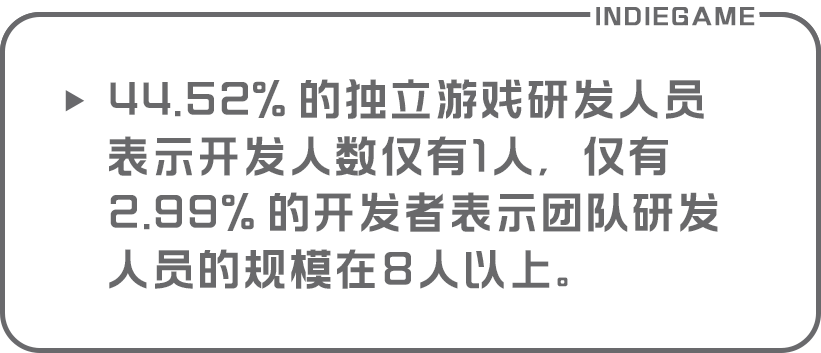 INDIEGAME
44.52% 的独立游戏研发人员
表示开发人数仅有1人，仅有
2.99% 的开发者表示团队研发
人员的规模在8人以上。